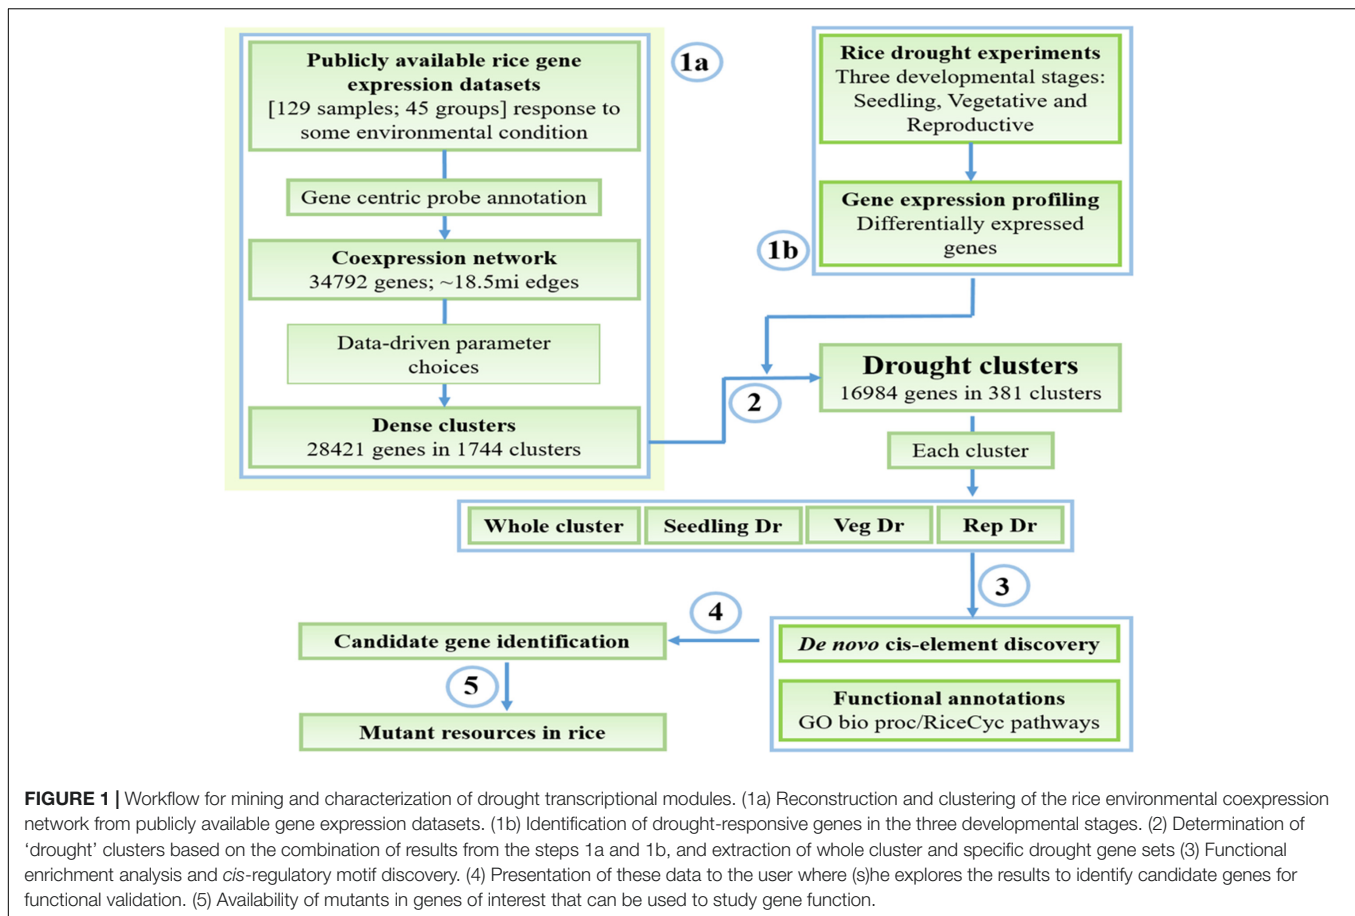 Publicly available rice gene
expression datasets
[129 samples; 45 groups] response to
some environmental condition
1a
Gene centric probe annotation
Coexpression network
34792 genes; ~18.5mi edges
Data-driven parameter
choices
Dense clusters
28421 genes in 1744 clusters
Rice drought experiments
Three developmental stages:
Seedling, Vegetative and
Reproductive
Gene expression profiling
Differentially expressed
genes
1b
2
Drought clusters
16984 genes in 381 clusters
Each cluster
Whole cluster
Seedling Dr
Veg Dr
Rep Dr
3
De novo cis-element discovery
Functional annotations
GO bio proc/RiceCyc pathways
4
Candidate gene identification
5
Mutant resources in rice
FIGURE 1 | Workflow for mining and characterization of drought transcriptional modules. (1a) Reconstruction and clustering of the rice environmental coexpression
network from publicly available gene expression datasets. (1b) Identification of drought-responsive genes in the three developmental stages. (2) Determination of
‘drought’ clusters based on the combination of results from the steps 1a and 1b, and extraction of whole cluster and specific drought gene sets (3) Functional
enrichment analysis and cis-regulatory motif discovery. (4) Presentation of these data to the user where (s)he explores the results to identify candidate genes for
functional validation. (5) Availability of mutants in genes of interest that can be used to study gene function.